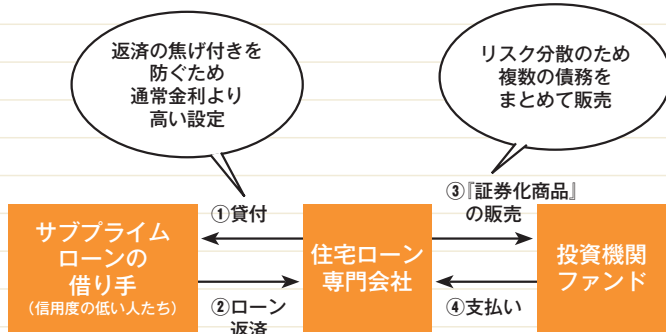 返済の焦げ付きを
防ぐため
通常金利より
高い設定
リスク分散のため
複数の債務を
まとめて販売
①貸付
③『証券化商品』
の販売
サブプライム
ローンの
借り手
(信用度の低い人たち)
住宅ローン
専門会社
投資機関
ファンド
②ローン
返済
④支払い